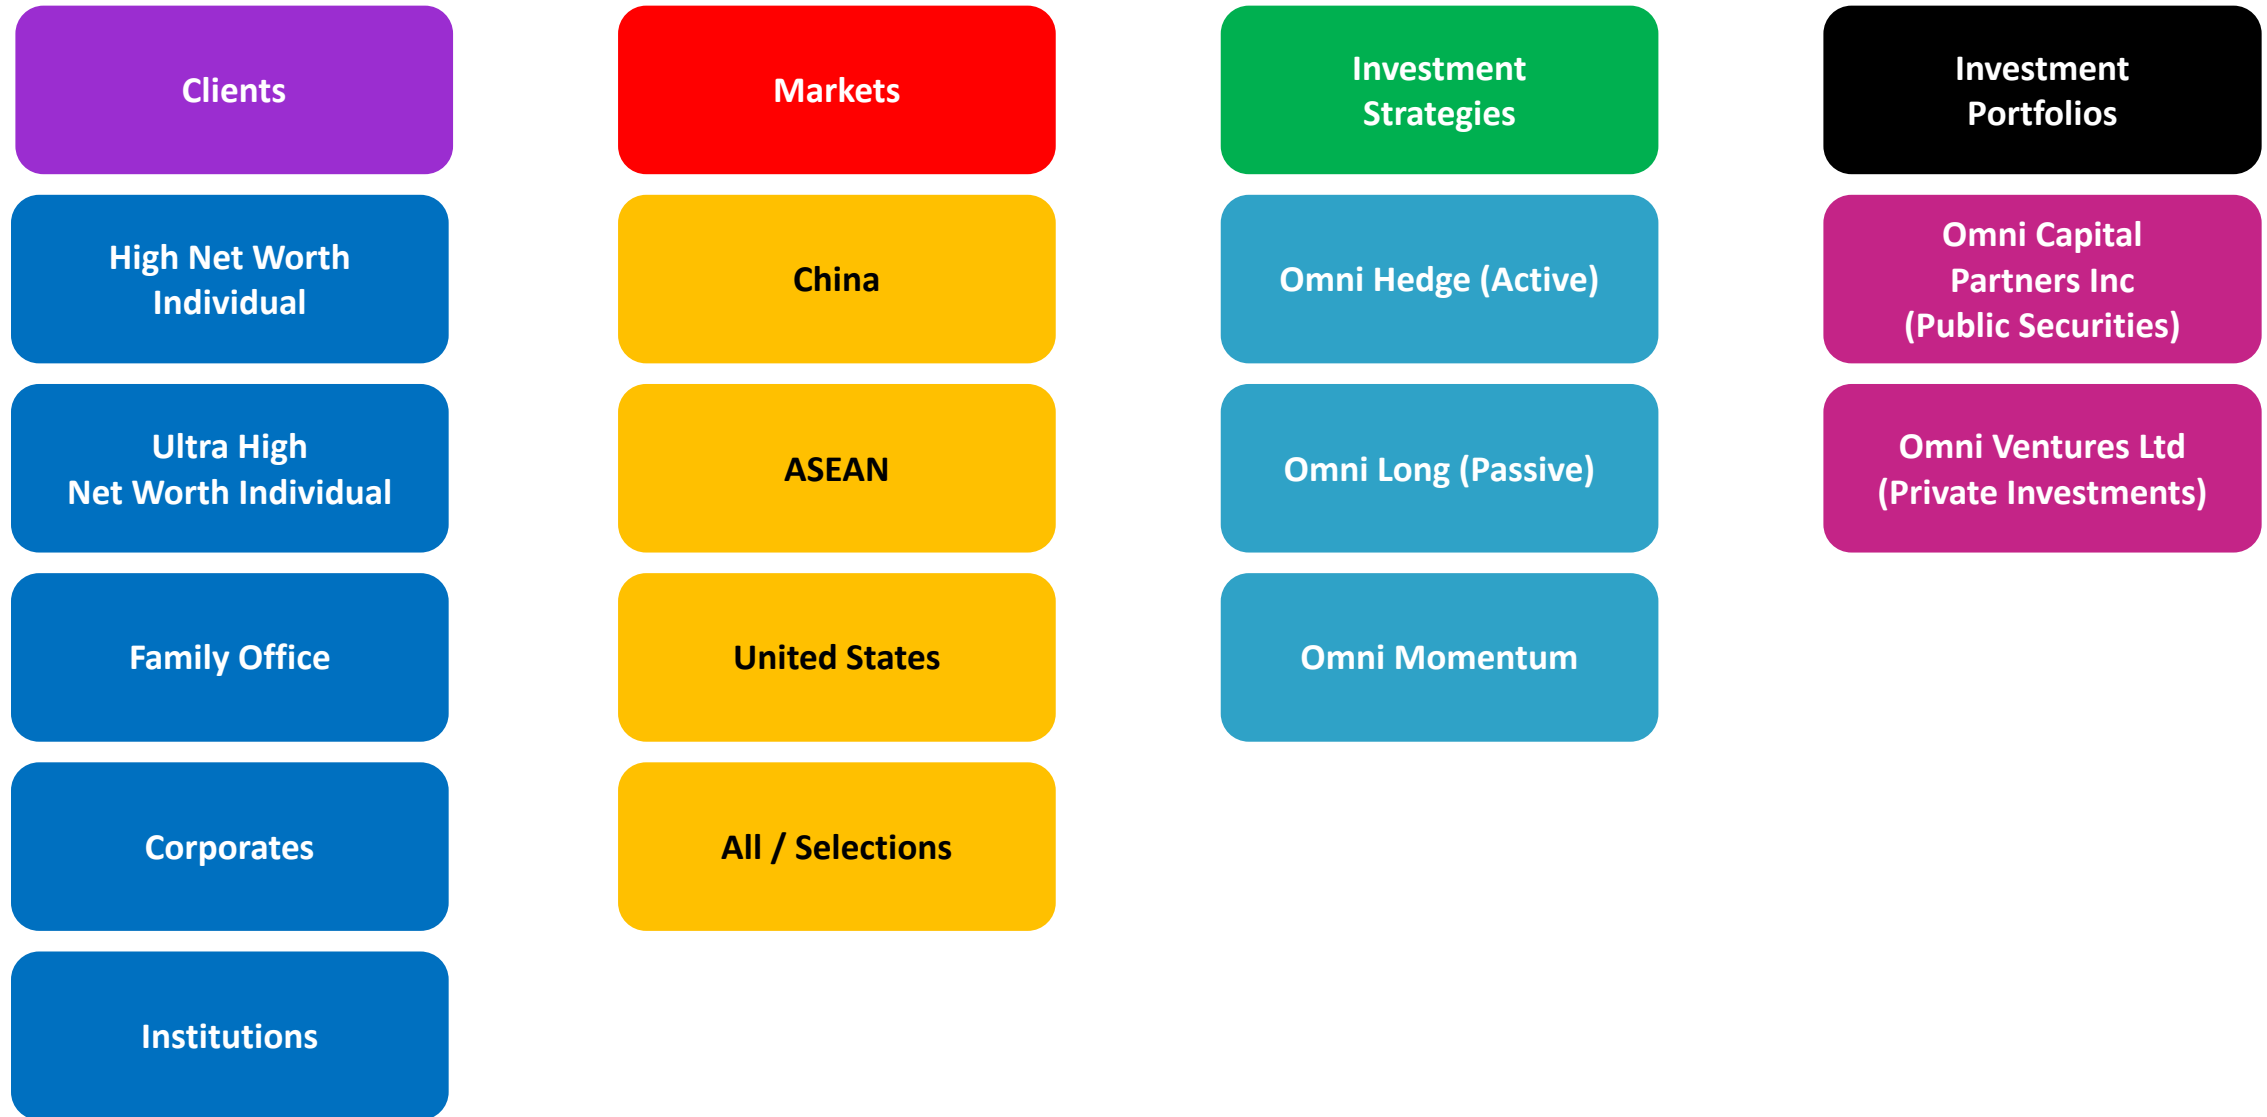 Clients
High Net Worth
Individual
Ultra High
Net Worth Individual
Family Office
Corporates
Institutions
Markets
China
ASEAN
United States
All / Selections
Investment
Strategies
Omni Hedge (Active)
Omni Long (Passive)
Omni Momentum
Investment
Portfolios
Omni Capital
Partners Inc
(Public Securities)
Omni Ventures Ltd
(Private Investments)